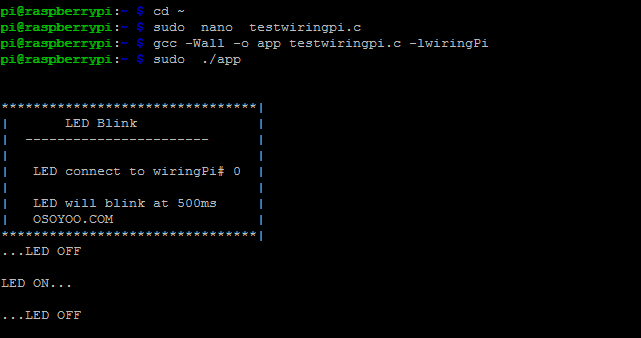 pi@raspberrypi:~ $ cd ~
pi@raspberrypi:~ $ sudo  nano  testwiringpi.c
pi@raspberrypi:~ $ gcc -Wall -o app testwiringpi.c -lwiringPi
pi@raspberrypi:~ $ sudo  ./app
********************************|
|       LED Blink               |
|  -----------------------      |
|                               |
|   LED connect to wiringPi# 0  |
|                               |
|   LED will blink at 500ms     |
|   OSOYOO.COM                  |
********************************|
...LED OFF
LED ON...
...LED OFF